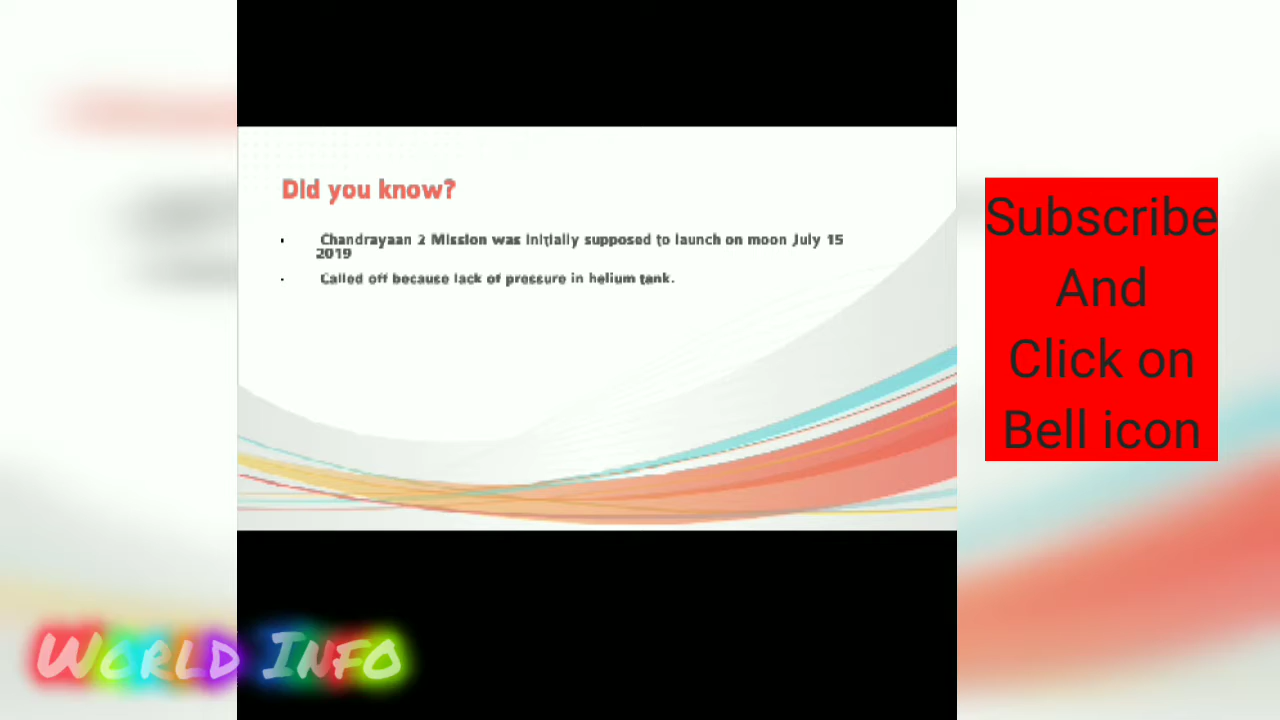 Did you know?
Chandrayaan 2 Mission was initially supposed to launch on moon July 15
2019
Called off because lack of pressure in helium tank.
Subscribe
And
Click on
Bell icon
World Info